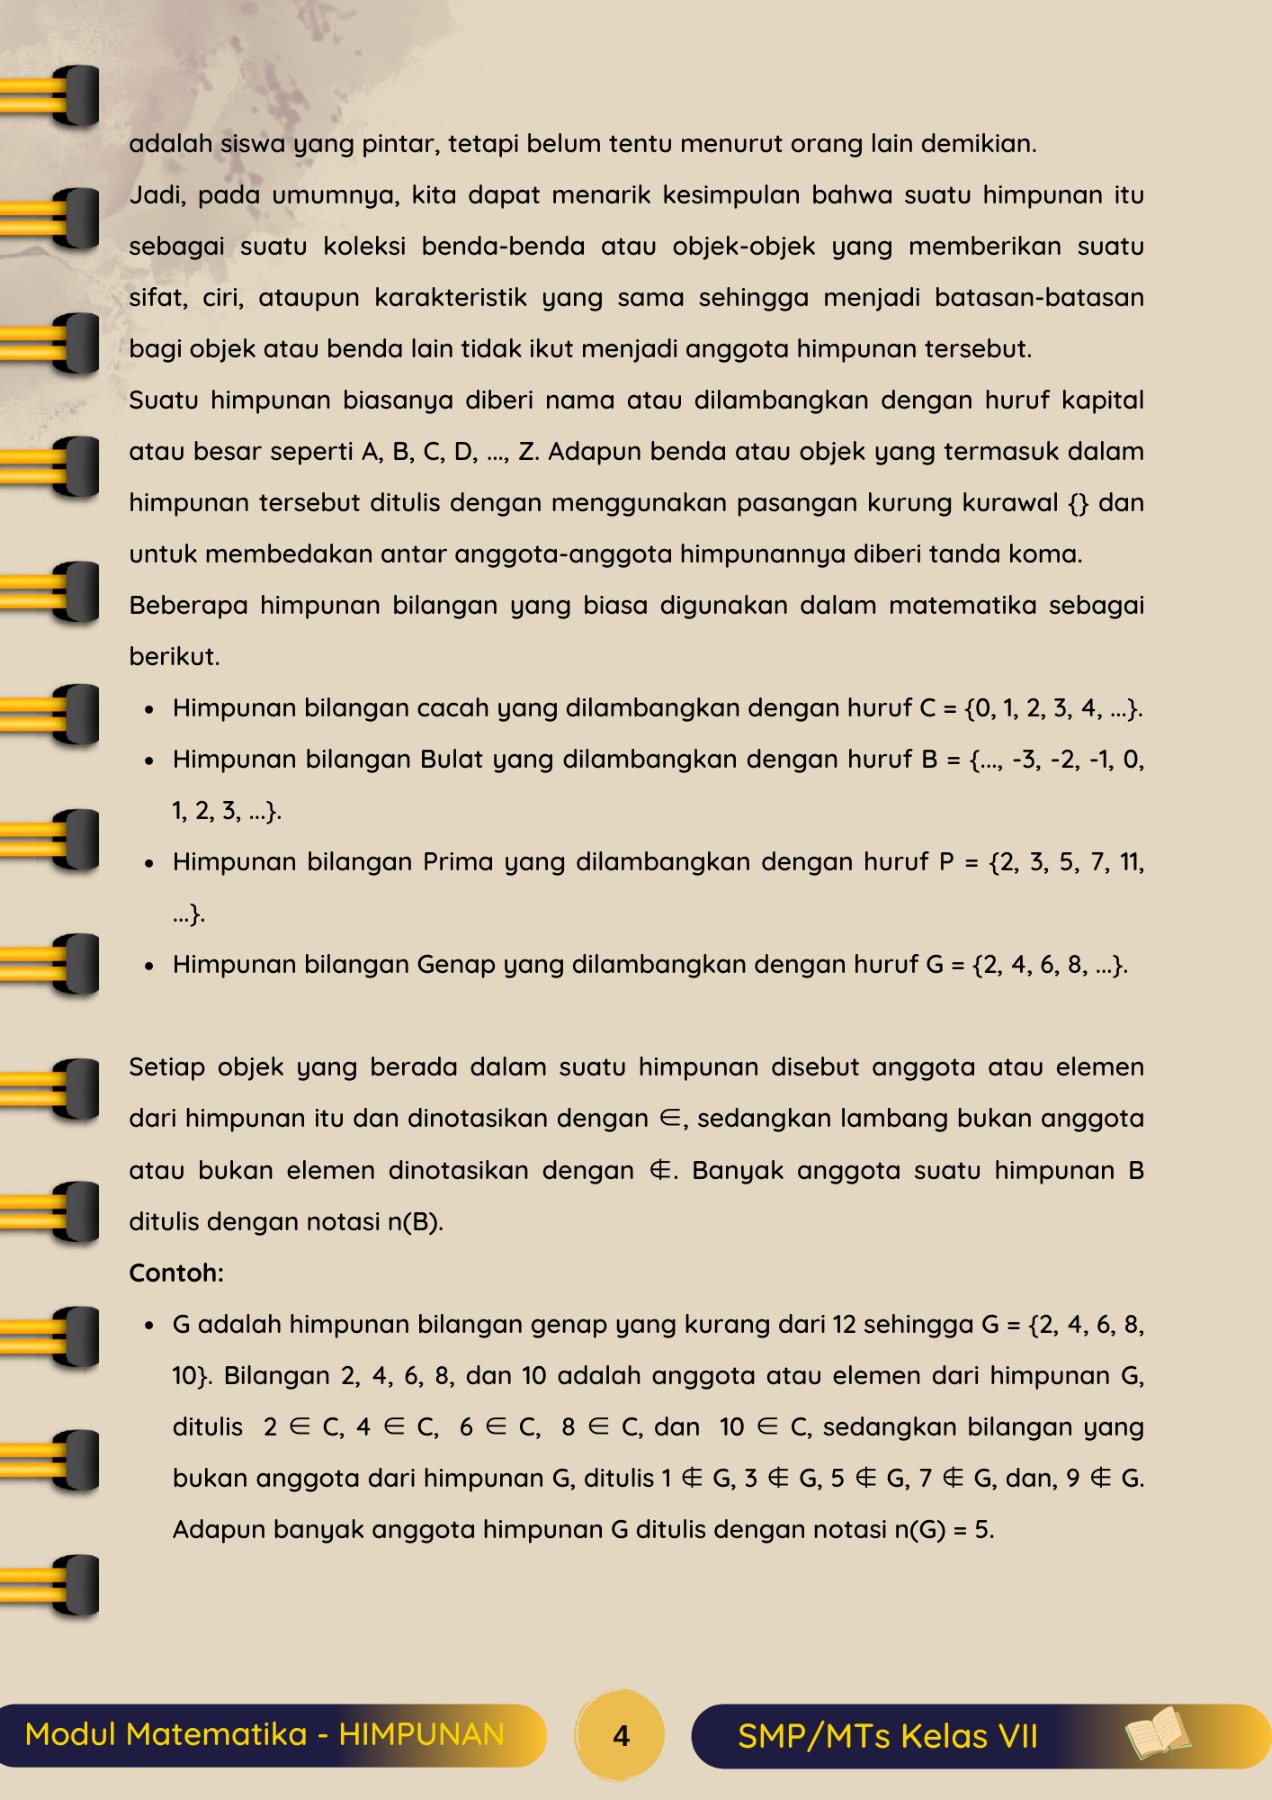 adalah siswa yang pintar, tetapi belum tentu menurut orang lain demikian.
Jadi, pada umumnya, kita dapat menarik kesimpulan bahwa suatu himpunan itu
sebagai suatu koleksi benda-benda atau objek-objek yang memberikan suatu
sifat, ciri, ataupun karakteristik yang sama sehingga menjadi batasan-batasan
bagi objek atau benda lain tidak ikut menjadi anggota himpunan tersebut.
Suatu himpunan biasanya diberi nama atau dilambangkan dengan huruf kapital
atau besar seperti A, B, C, D, ..., Z. Adapun benda atau objek yang termasuk dalam
himpunan tersebut ditulis dengan menggunakan pasangan kurung kurawal {} dan
untuk membedakan antar anggota-anggota himpunannya diberi tanda koma.
Beberapa himpunan bilangan yang biasa digunakan dalam matematika sebagai
berikut.
• Himpunan bilangan cacah yang dilambangkan dengan huruf C = {0, 1, 2, 3, 4, ...}.
• Himpunan bilangan Bulat yang dilambangkan dengan huruf B = {..., -3, -2, -1, 0,
1, 2, 3, ...}.
• Himpunan bilangan Prima yang dilambangkan dengan huruf P = {2, 3, 5, 7, 11,
...}.
• Himpunan bilangan Genap yang dilambangkan dengan huruf G = {2, 4, 6, 8, ...}.
Setiap objek yang berada dalam suatu himpunan disebut anggota atau elemen
dari himpunan itu dan dinotasikan dengan ∈, sedangkan lambang bukan anggota
atau bukan elemen dinotasikan dengan ∉. Banyak anggota suatu himpunan B
ditulis dengan notasi n(B).
Contoh:
• G adalah himpunan bilangan genap yang kurang dari 12 sehingga G = {2, 4, 6, 8,
10}. Bilangan 2, 4, 6, 8, dan 10 adalah anggota atau elemen dari himpunan G,
ditulis 2 ∈ C, 4 ∈ C, 6 ∈ C, 8 ∈ C, dan 10 ∈ C, sedangkan bilangan yang
bukan anggota dari himpunan G, ditulis 1 ∉ G, 3 ∉ G, 5 ∉ G, 7 ∉ G, dan, 9 ∉ G.
Adapun banyak anggota himpunan G ditulis dengan notasi n(G) = 5.
Modul Matematika - HIMPUNAN
4
SMP/MTs Kelas VII